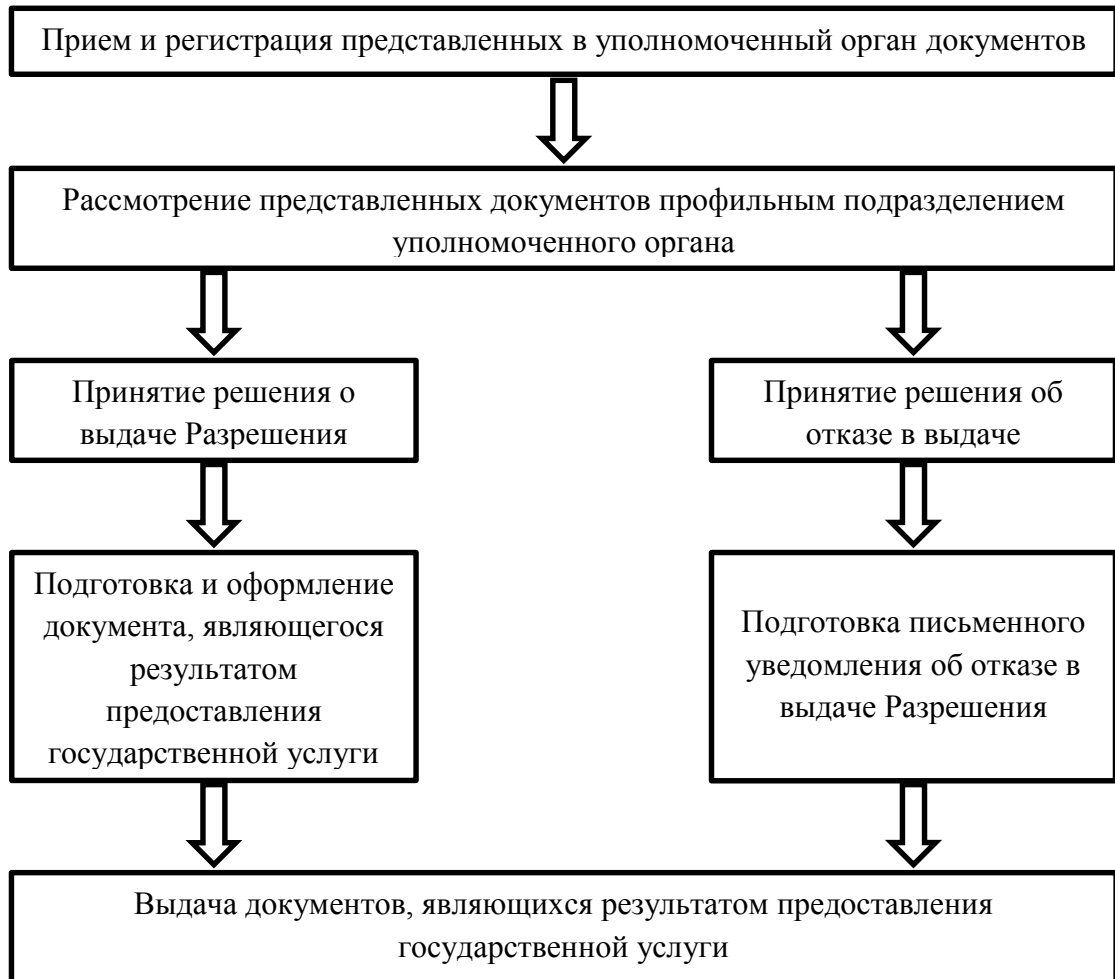 Прием и регистрация представленных в уполномоченный орган документов
Рассмотрение представленных документов профильным подразделением
уполномоченного органа
Принятие решения о
выдаче Разрешения
Принятие решения об
отказе в выдаче
Подготовка и оформление
документа, являющегося
результатом
предоставления
государственной услуги
Подготовка письменного
уведомления об отказе в
выдаче Разрешения
Выдача документов, являющихся результатом предоставления
государственной услуги